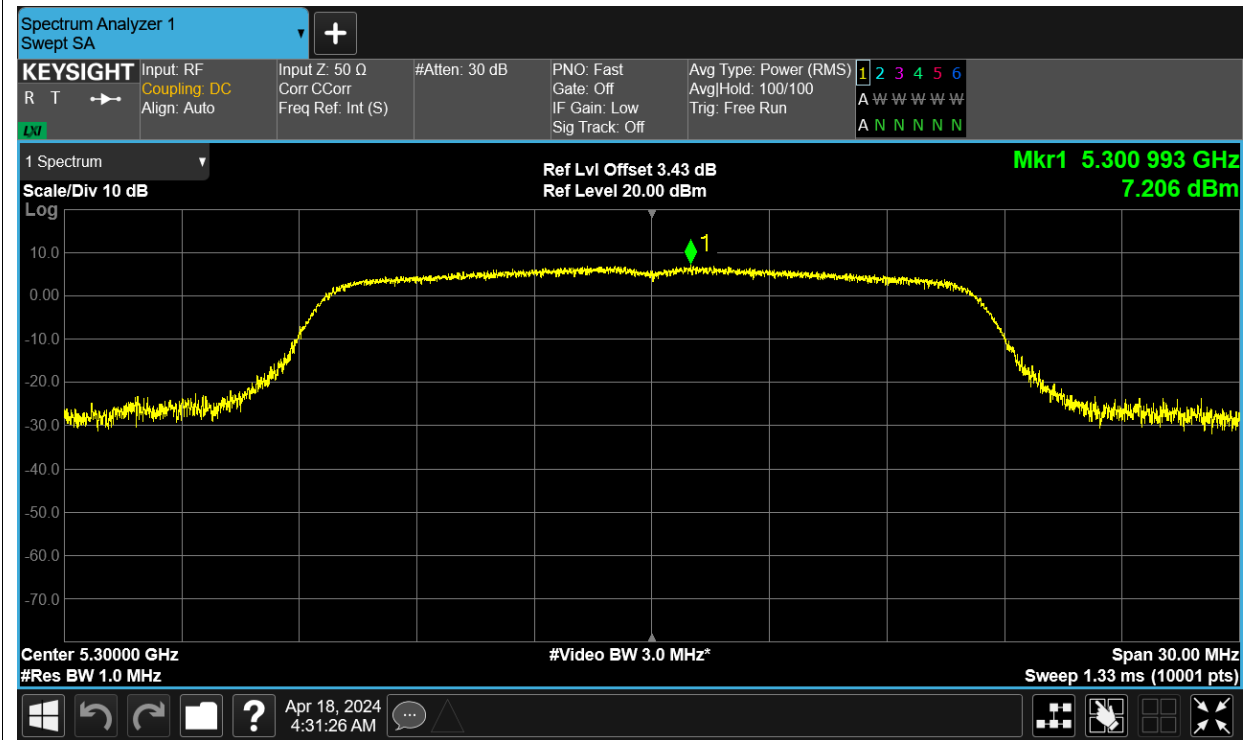 Spectrum Analyzer 1
Swept SA
KEYSIGHT
R T
LXI
Input: RF
Coupling: DC
Align: Auto
Input Z: 50 Ω
Corr CCorr
Freq Ref: Int (S)
#Atten: 30 dB
PNO: Fast
Gate: Off
IF Gain: Low
Sig Track: Off
Avg Type: Power (RMS)
Avg|Hold: 100/100
Trig: Free Run
1 2 3 4 5 6
A W W W W W
A N N N N N
1 Spectrum
Scale/Div 10 dB
Log
Ref Lvl Offset 3.43 dB
Ref Level 20.00 dBm
Mkr1 5.300 993 GHz
7.206 dBm
1
10.0
0.00
-10.0
-20.0
-30.0
-40.0
-50.0
-60.0
-70.0
Center 5.30000 GHz
#Res BW 1.0 MHz
#Video BW 3.0 MHz*
Span 30.00 MHz
Sweep 1.33 ms (10001 pts)
?
Apr 18, 2024
4:31:26 AM